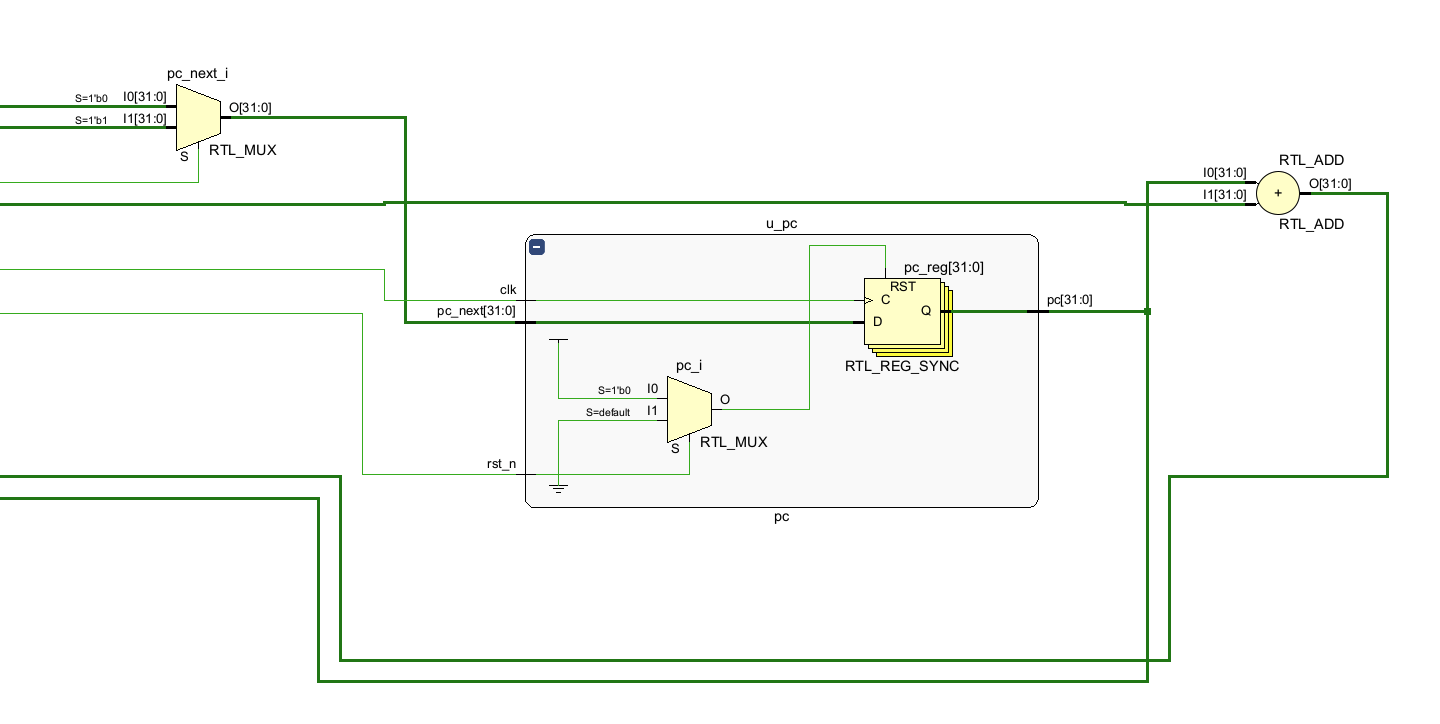 pc_next_i
S=1'b0 I0[31:0]
O[31:0]
S=1'b1 I1[31:0]
S
RTL_MUX
RTL_ADD
I0[31:0]
O[31:0]
I1[31:0]
+
RTL_ADD
u_pc
pc_reg[31:0]
RST
clk
C
pc[31:0]
pc_next[31:0]
Q
D
RTL_REG_SYNC
pc_i
S=1'b0 I0
O
S=default I1
RTL_MUX
S
rst_n
pc